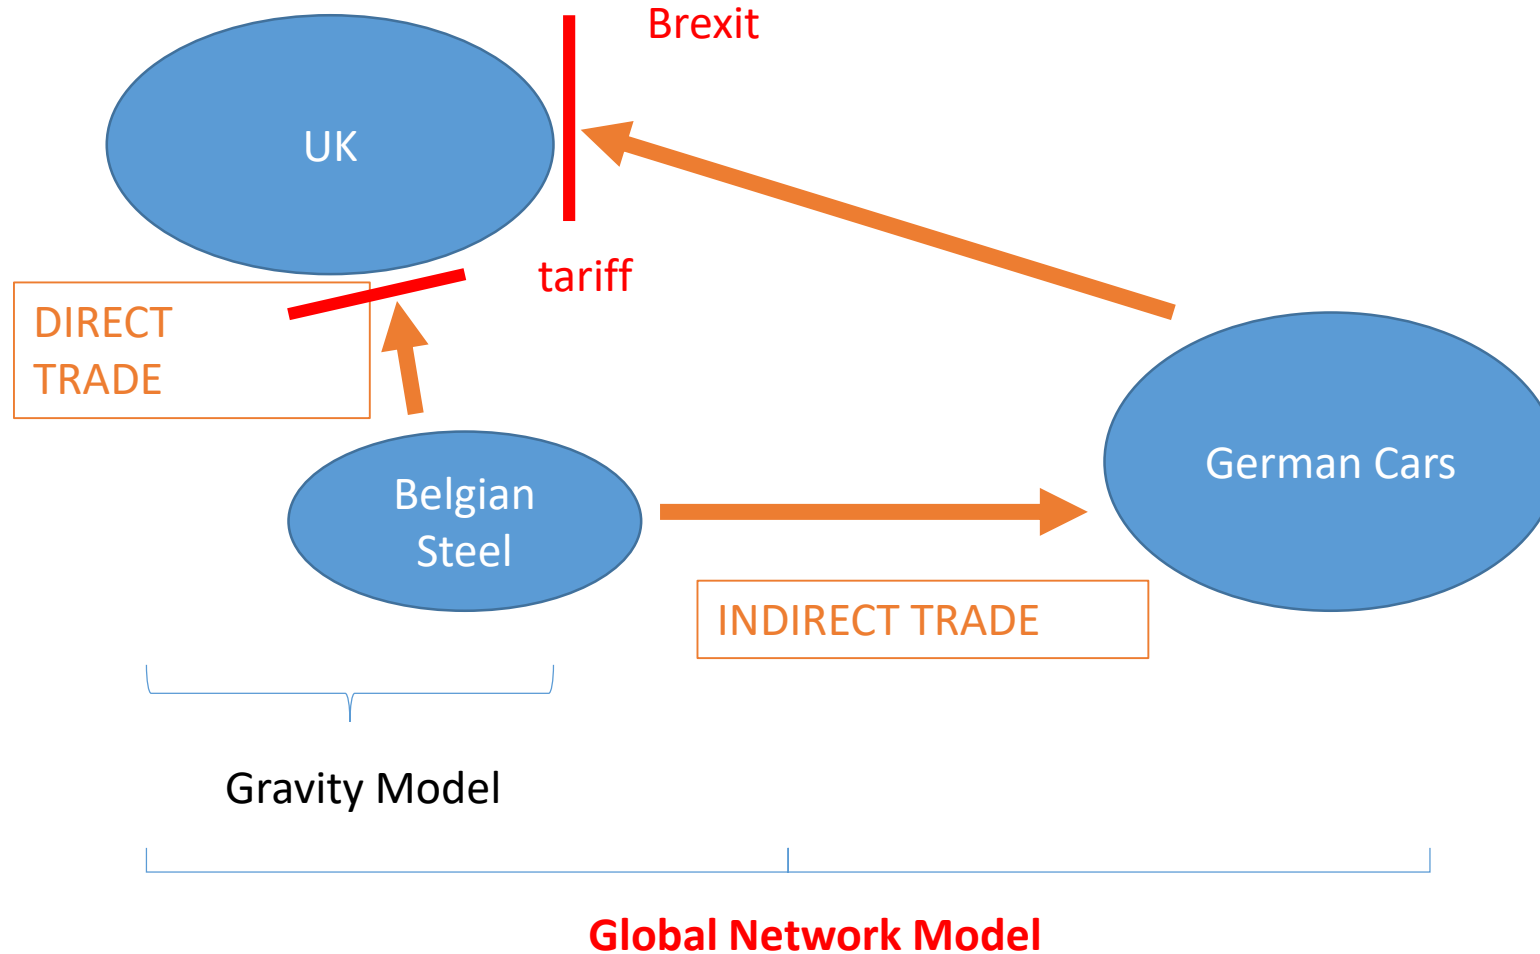 Brexit
UK
tariff
DIRECT
TRADE
German Cars
Belgian
Steel
INDIRECT TRADE
Gravity Model
Global Network Model